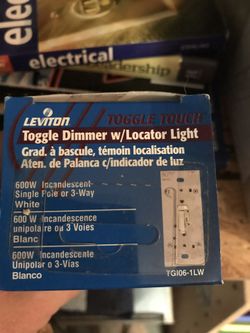 electrical
dership
LEVITON
TOGGLE TOUCH
Toggle Dimmer w/Locator Light
Grad. à bascule, témoin localisation
Aten. de Palanca c/indicador de luz
600W Incandescent
Single Pole or 3-Way
White
600 W Incandescence
unipolaire ou 3 Voies
Blanc
600W Incandescente
Unipolar o 3-Vías
Blanco
TGI06-1LW